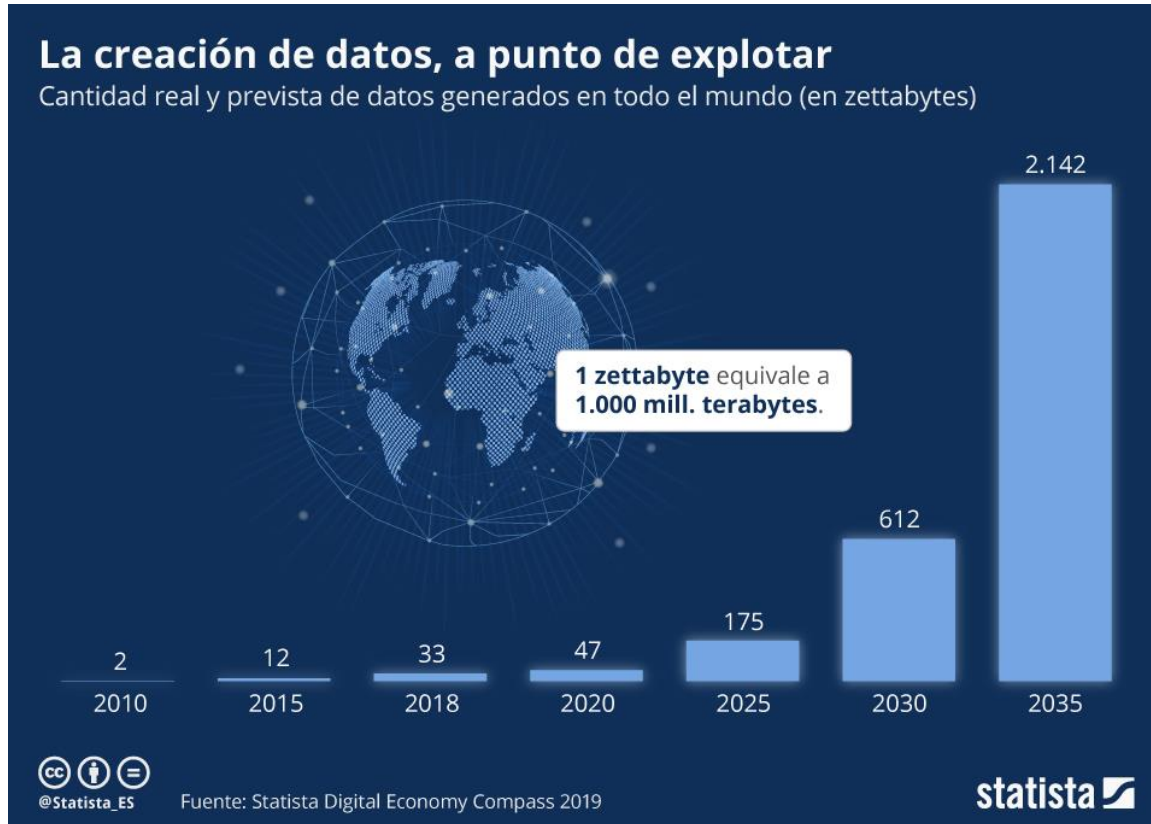 La creación de datos, a punto de explotar
Cantidad real y prevista de datos generados en todo el mundo (en zettabytes)
2.142
1 zettabyte equivale a
1.000 mill. terabytes.
612
175
47
33
12
2
2010
2015
2018
2020
2025
2030
2035
cc
@Statista_ES
Fuente: Statista Digital Economy Compass 2019
statista